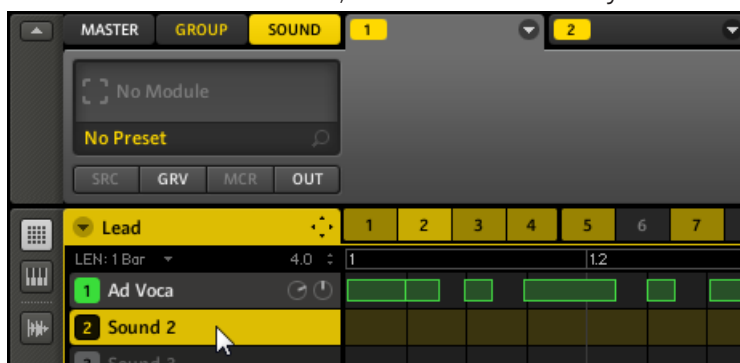 MASTER GROUP SOUND 1 2
No Module
No Preset
SRC GRV MCR OUT
Lead 1 2 3 4 5 6 7
LEN: 1 Bar 4.0 1 1.2
1 Ad Voca
2 Sound 2